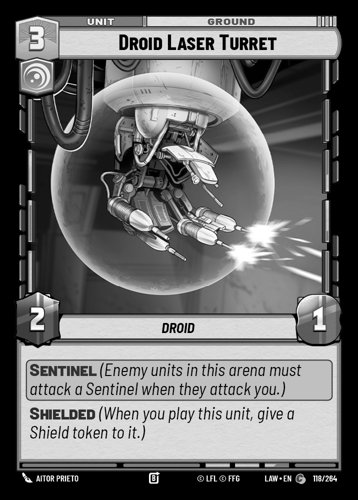 UNIT
GROUND
3
DROID LASER TURRET
2
DROID
1
SENTINEL (Enemy units in this arena must
attack a Sentinel when they attack you.)
SHIELDED (When you play this unit, give a
Shield token to it.)
AITOR PRIETO
© LFL © FFG
LAW • EN
C
118/264